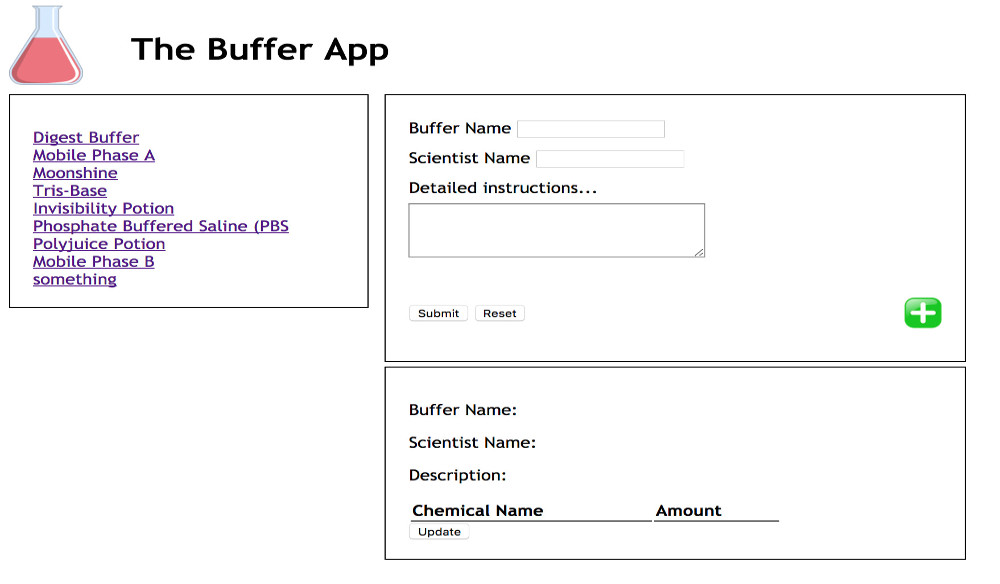 The Buffer App
Digest Buffer
Mobile Phase A
Moonshine
Tris-Base
Invisibility Potion
Phosphate Buffered Saline (PBS
Polyjuice Potion
Mobile Phase B
something
Buffer Name
Scientist Name
Detailed instructions...
Submit Reset
Buffer Name:
Scientist Name:
Description:
Chemical Name Amount
Update